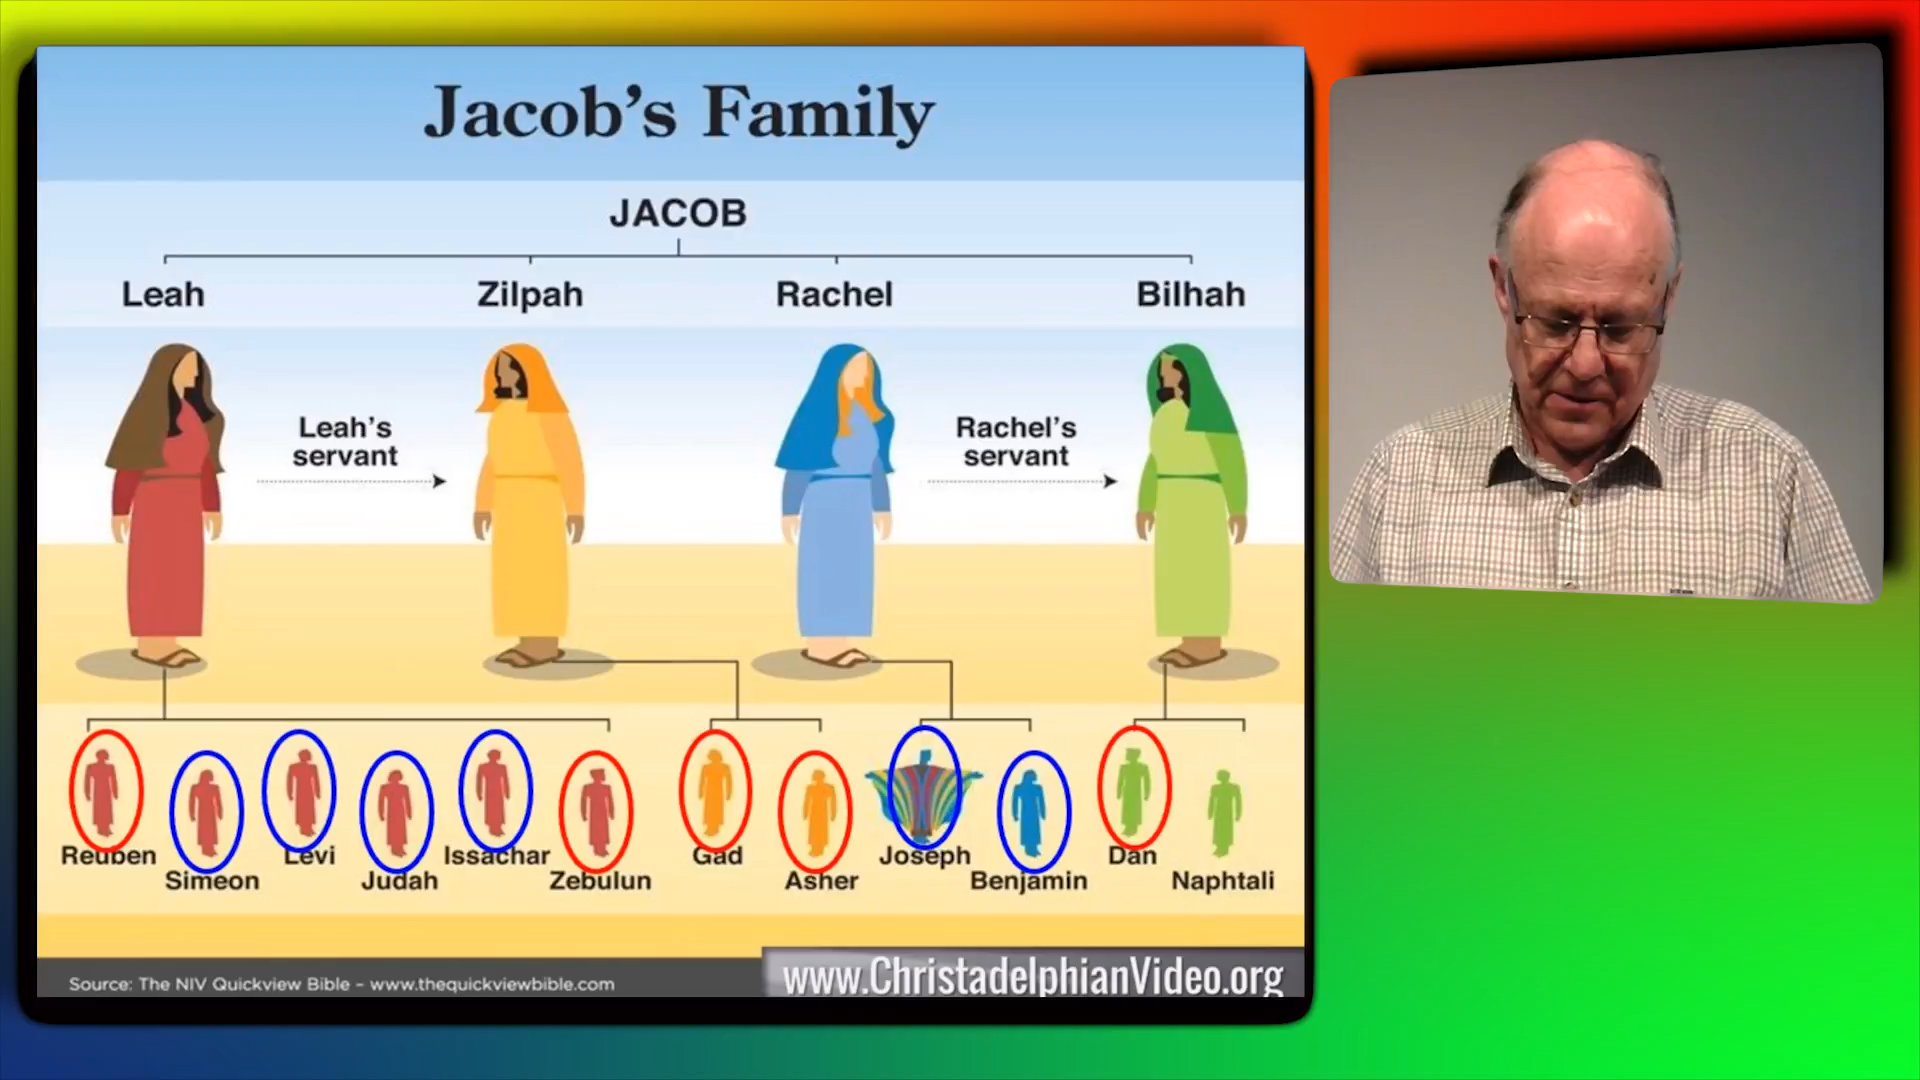 Jacob's Family
JACOB
Leah
Zilpah
Rachel
Bilhah
Leah's
servant
Rachel's
servant
Reuben
Simeon
Levi
Judah
Issachar
Zebulun
Gad
Asher
Joseph
Benjamin
Dan
Naphtali
Source: The NIV Quickview Bible – www.thequickviewbible.com
www.ChristadelphianVideo.org